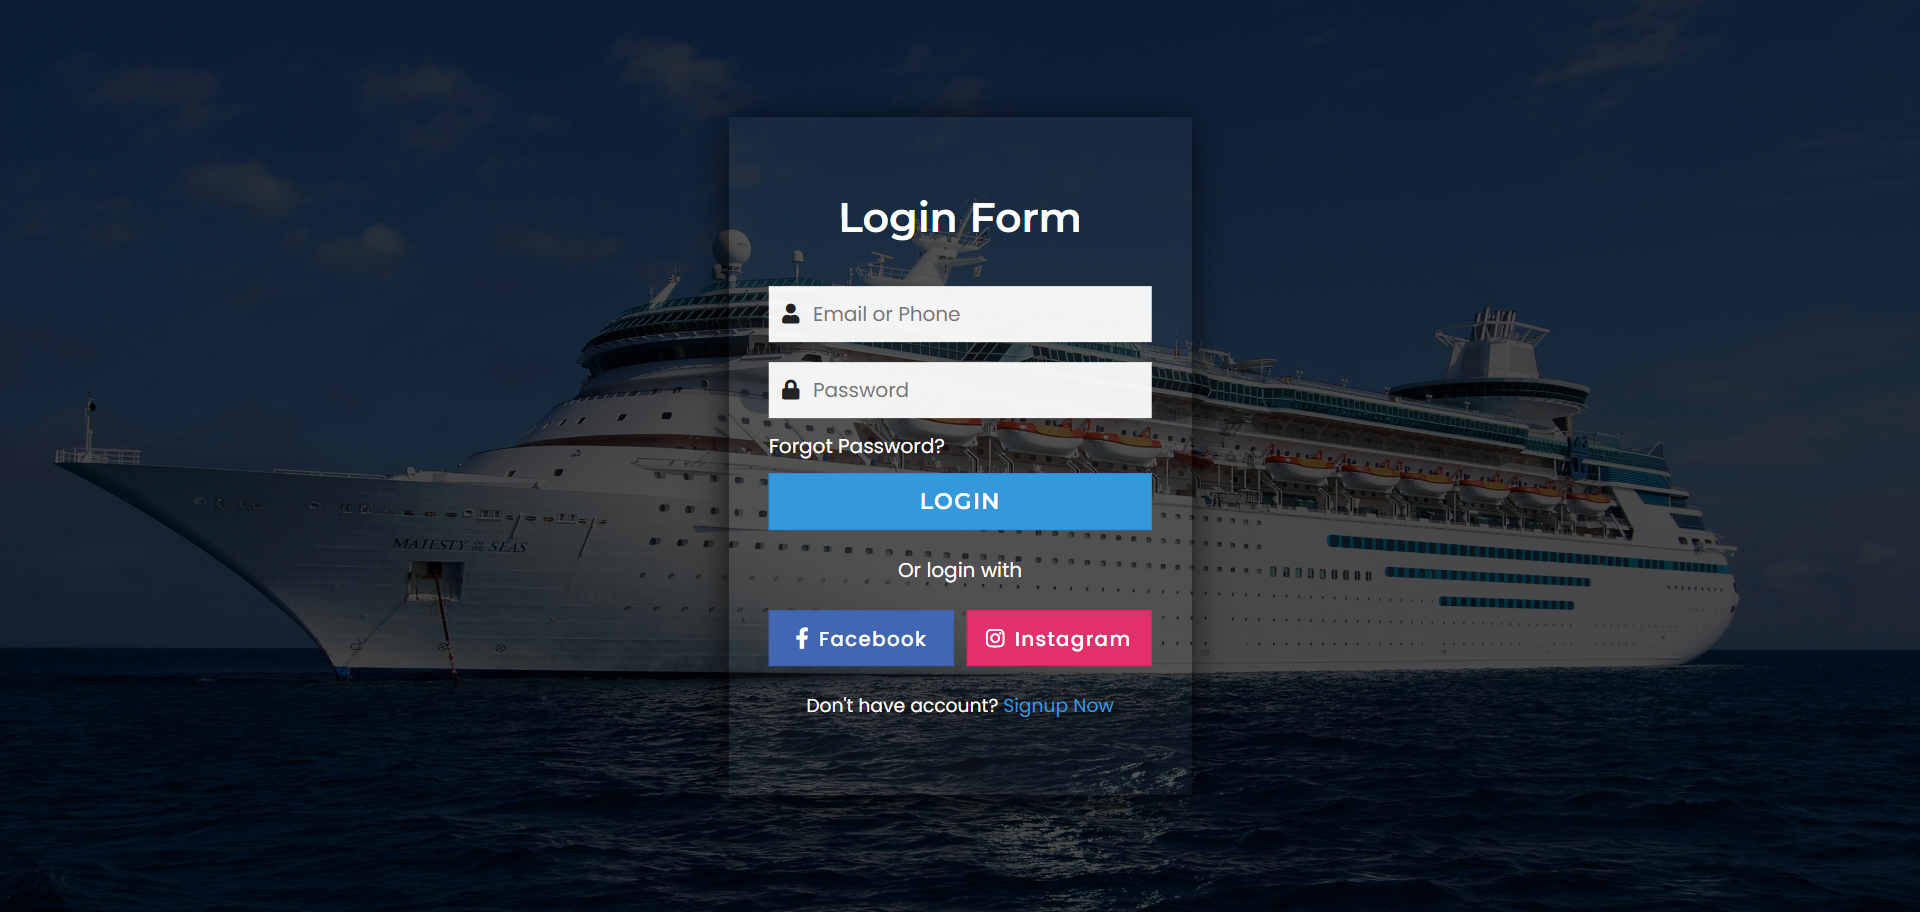 Login Form
Email or Phone
Password
Forgot Password?
LOGIN
MAJESTY OF THE SEAS
Or login with
Facebook
Instagram
Don't have account? Signup Now